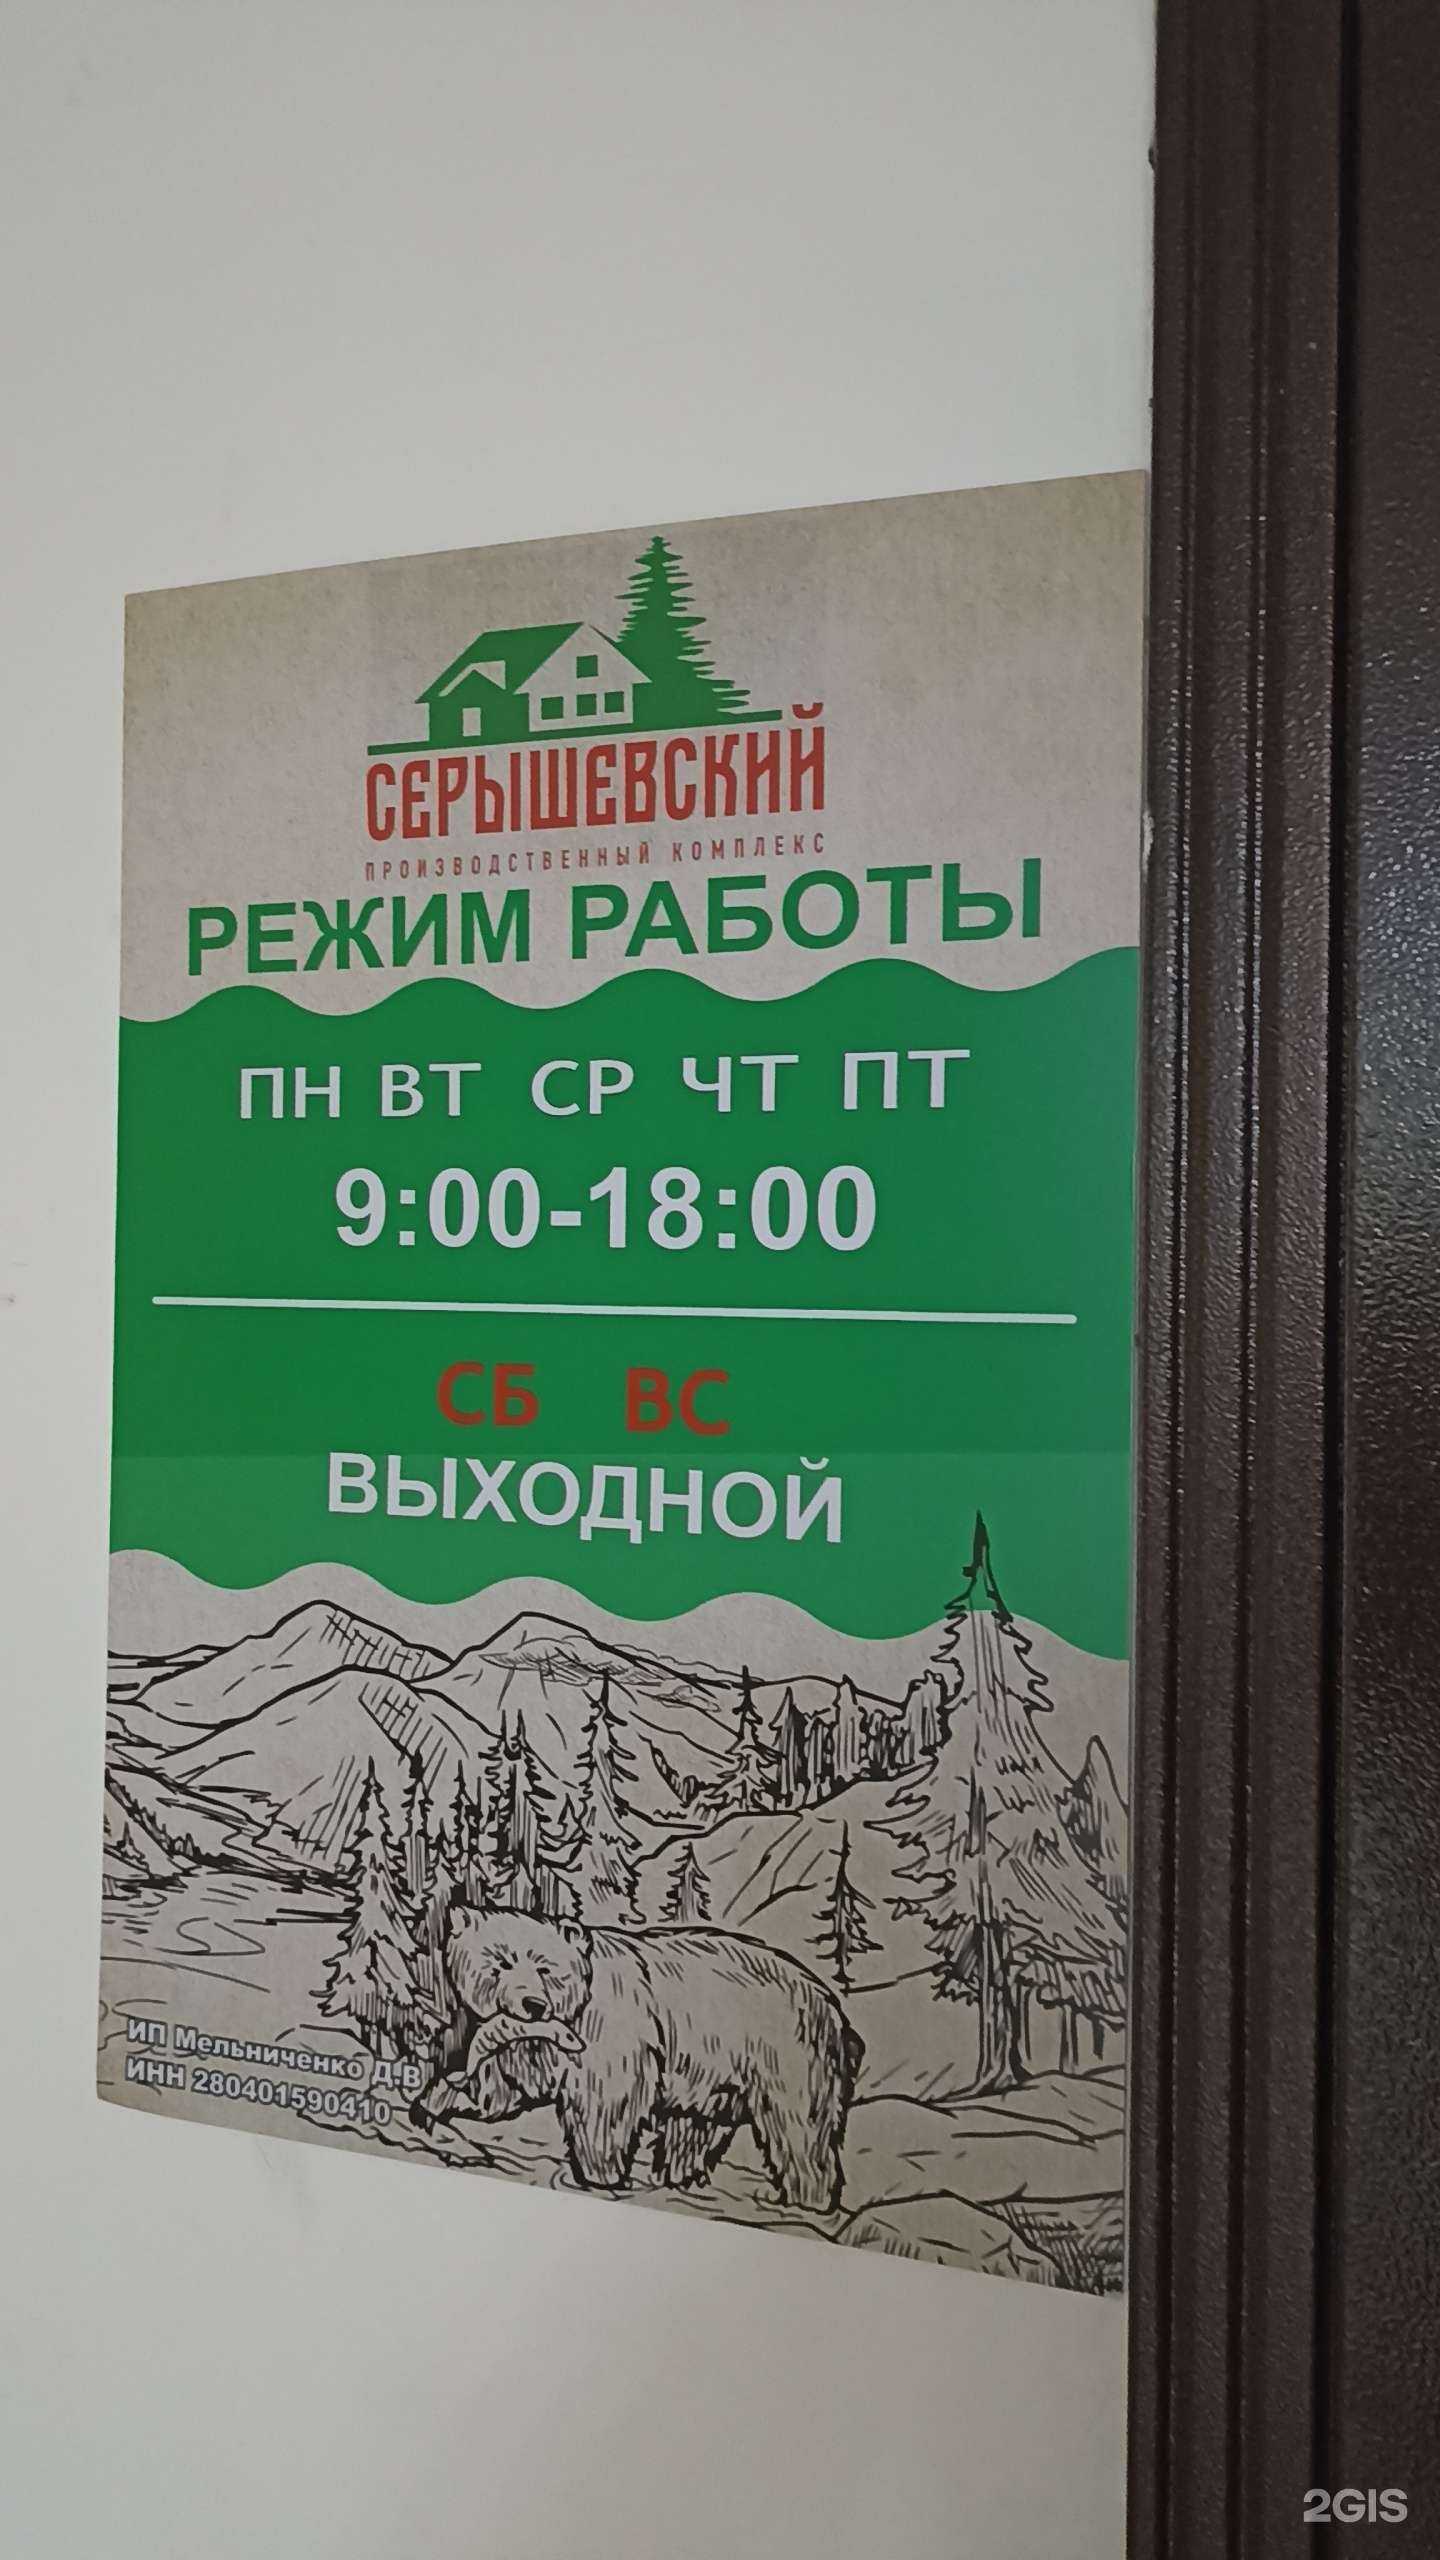 СЕРЫШЕВСКИЙ
ПРОИЗВОДСТВЕННЫЙ КОМПЛЕКС
РЕЖИМ РАБОТЫ
ПН ВТ СР ЧТ ПТ
9:00-18:00
СБ ВС
ВЫХОДНОЙ
ИП Мельниченко Д.В
ИНН 280401590410
2GIS